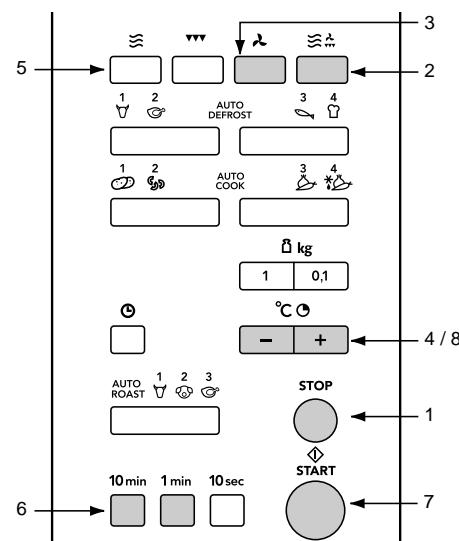 3
5
2
1 2 AUTO DEFROST 3 4
1 2 AUTO COOK 3 4
kg
1 0,1
°C
− +
4 / 8
AUTO ROAST 1 2 3
STOP
1
START
10 min 1 min 10 sec
6
7